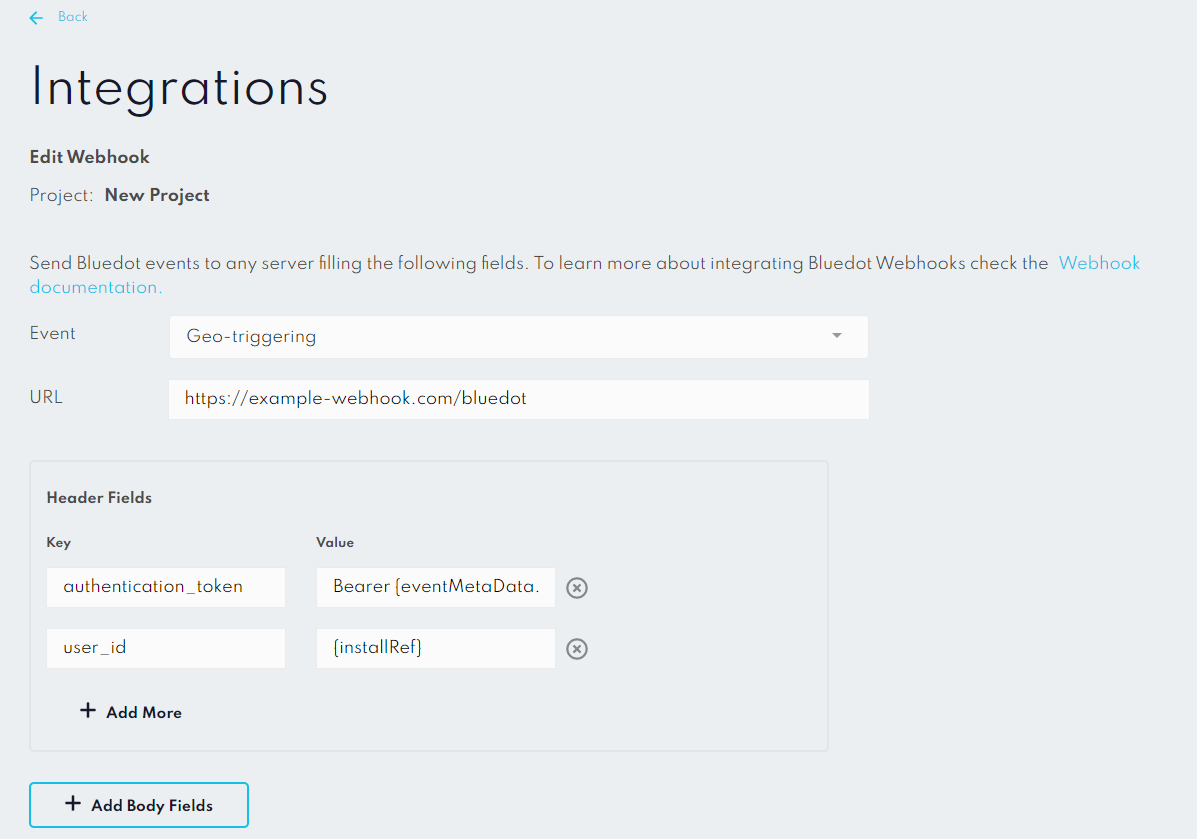 Back
Integrations
Edit Webhook
Project: New Project
Send Bluedot events to any server filling the following fields. To learn more about integrating Bluedot Webhooks check the Webhook
documentation.
Event Geo-triggering
URL https://example-webhook.com/bluedot
Header Fields
Key Value
authentication_token Bearer {eventMetaData.
user_id {installRef}
+ Add More
+ Add Body Fields